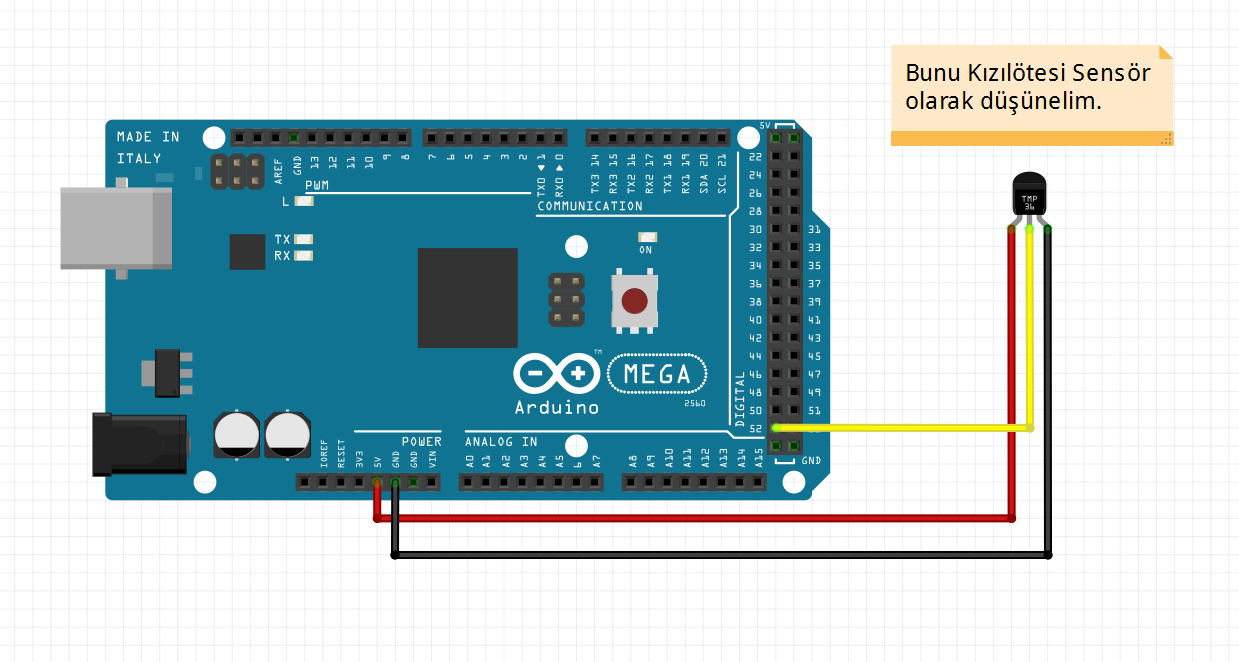 Bunu Kızılötesi Sensör
olarak düşünelim.
MADE IN
ITALY
AREF
GND
13
12
11
10
9
8
7
6
5
4
3
2
TX0 ◀ 1
RX0 ▶ 0
TX3 14
RX3 15
TX2 16
RX2 17
TX1 18
RX1 19
SDA 20
SCL 21
5V
PWM
COMMUNICATION
L
TX
RX
ON
22
24
26
28
30 31
32 33
34 35
36 37
38 39
40 41
42 43
44 45
46 47
48 49
50 51
52
GND
DIGITAL
TMP
36
Arduino
TM
MEGA
2560
POWER
ANALOG IN
IOREF
RESET
3V3
5V
GND
GND
VIN
A0
A1
A2
A3
A4
A5
6
A7
A8
A9
A10
A11
A12
A13
A14
A15